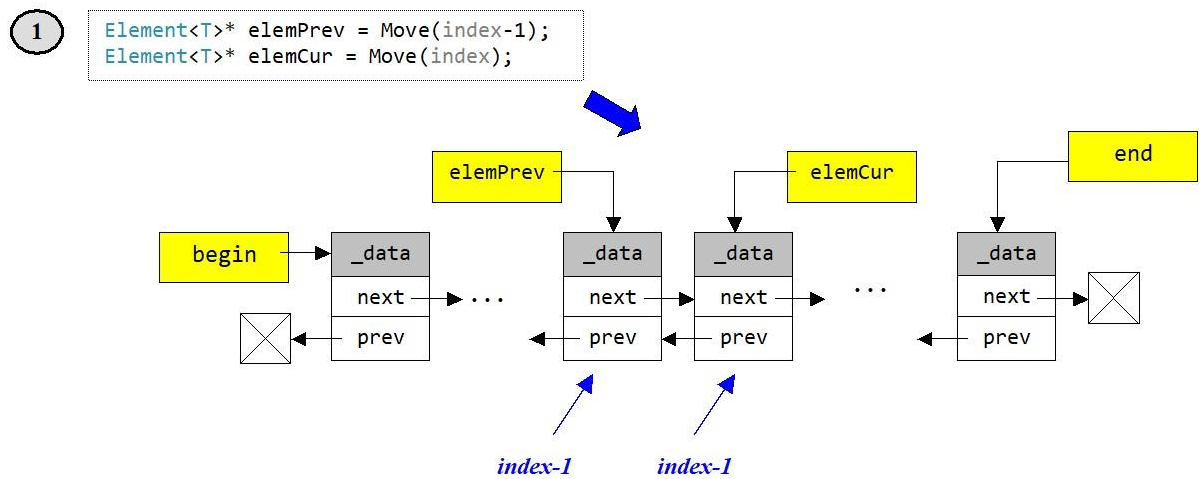 1
Element<T>* elemPrev = Move(index-1);
Element<T>* elemCur = Move(index);
elemPrev
elemCur
end
begin
_data
_data
_data
_data
next
...
next
next
...
next
prev
prev
prev
prev
index-1
index-1